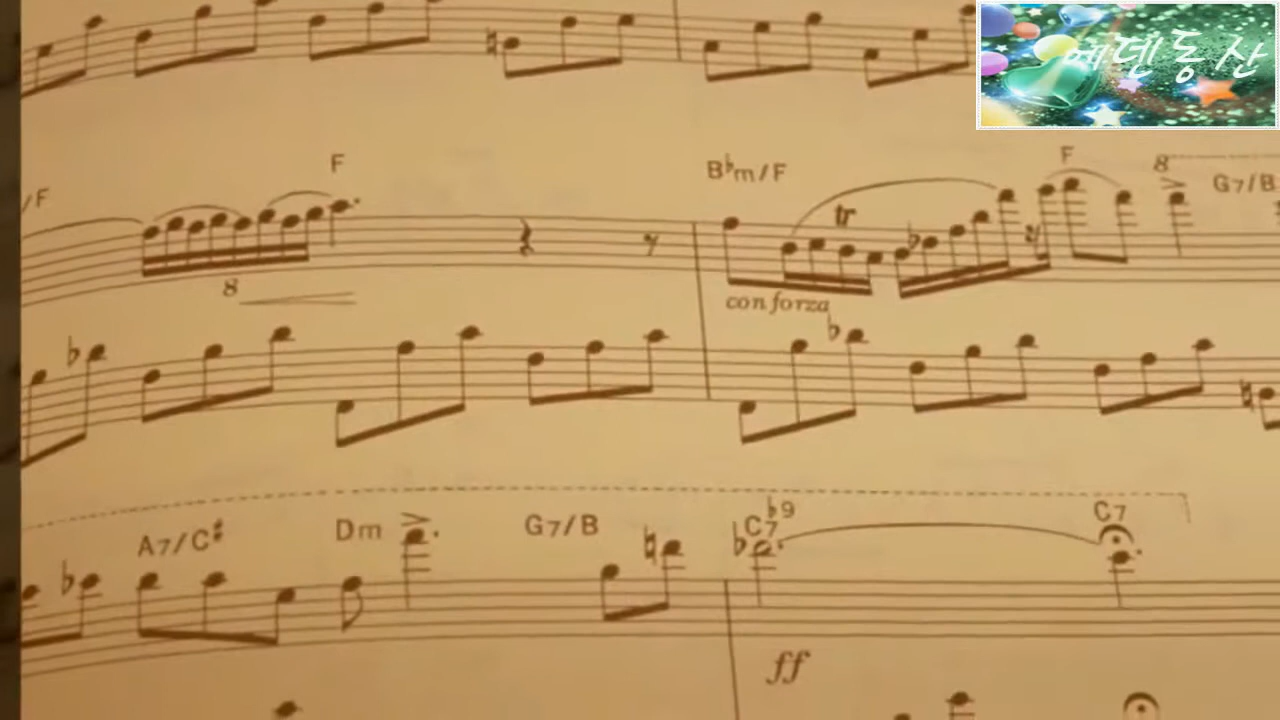 에덴동산
F
B♭m/F
F
8
/F
G7/B
tr
8
con forza
A7/C♯
Dm
G7/B
C7♭9
C7
ff